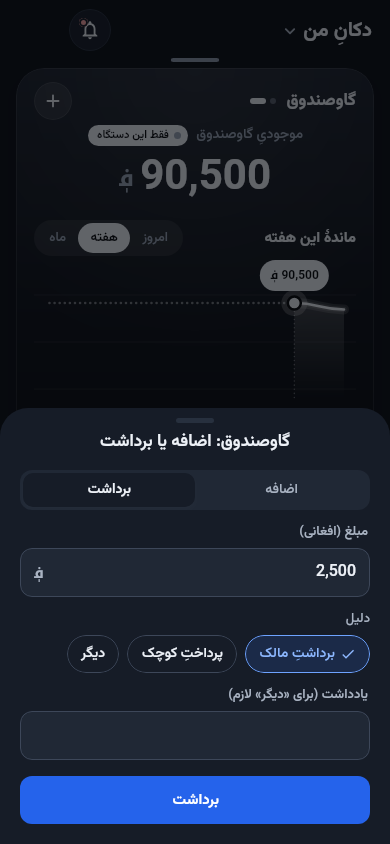 دکانِ من
گاوصندوق
موجودیِ گاوصندوق فقط این دستگاه
90,500 ؋
ماندهٔ این هفته
امروز هفته ماه
90,500 ؋
گاوصندوق: اضافه یا برداشت
اضافه برداشت
مبلغ (افغانی)
2,500 ؋
دلیل
برداشتِ مالک پرداختِ کوچک دیگر
یادداشت (برای «دیگر» لازم)
برداشت